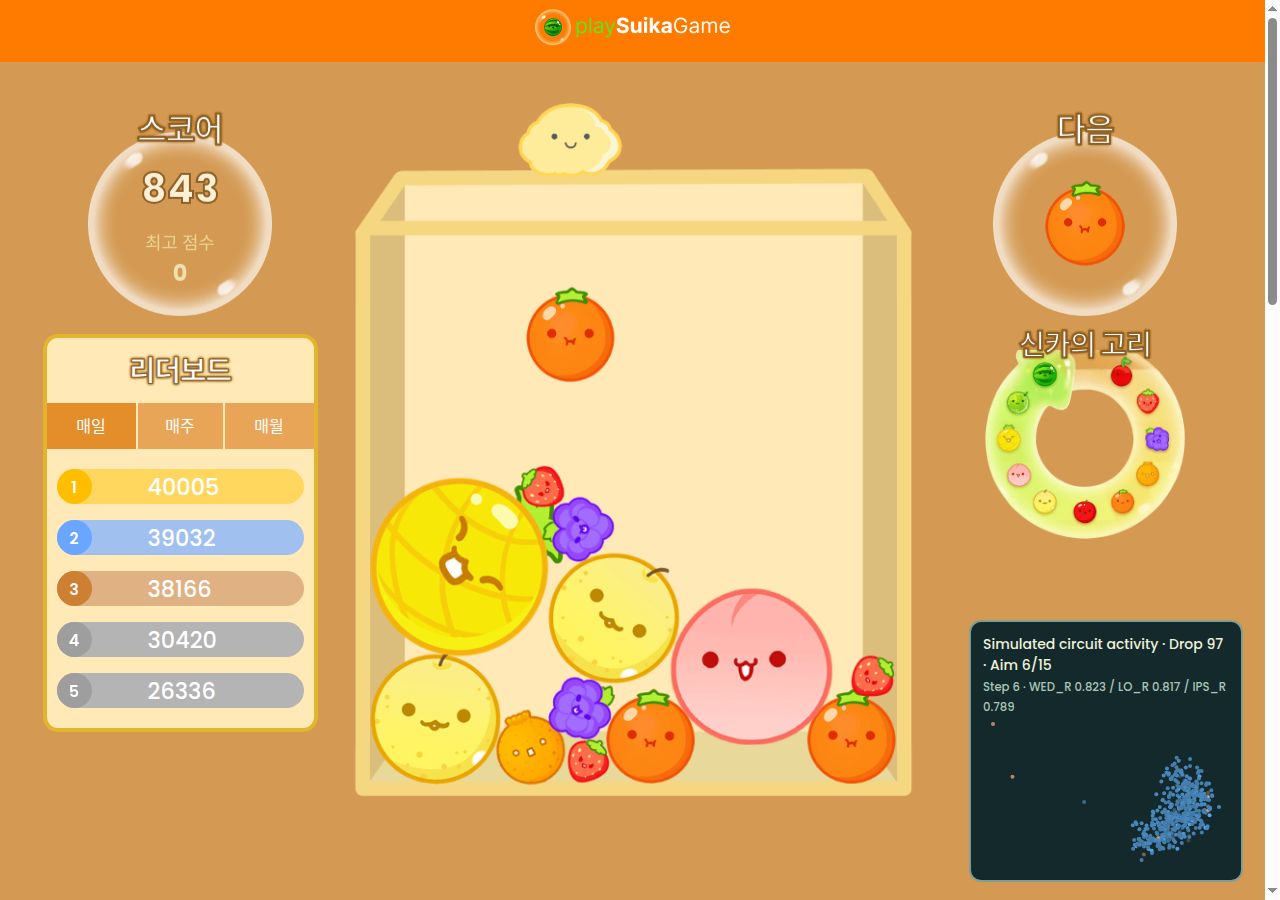 playSuikaGame
스코어
843
최고 점수
0
다음
신카의 고리
리더보드
매일 매주 매월
1 40005
2 39032
3 38166
4 30420
5 26336
Simulated circuit activity · Drop 97
· Aim 6/15
Step 6 · WED_R 0.823 / LO_R 0.817 / IPS_R
0.789